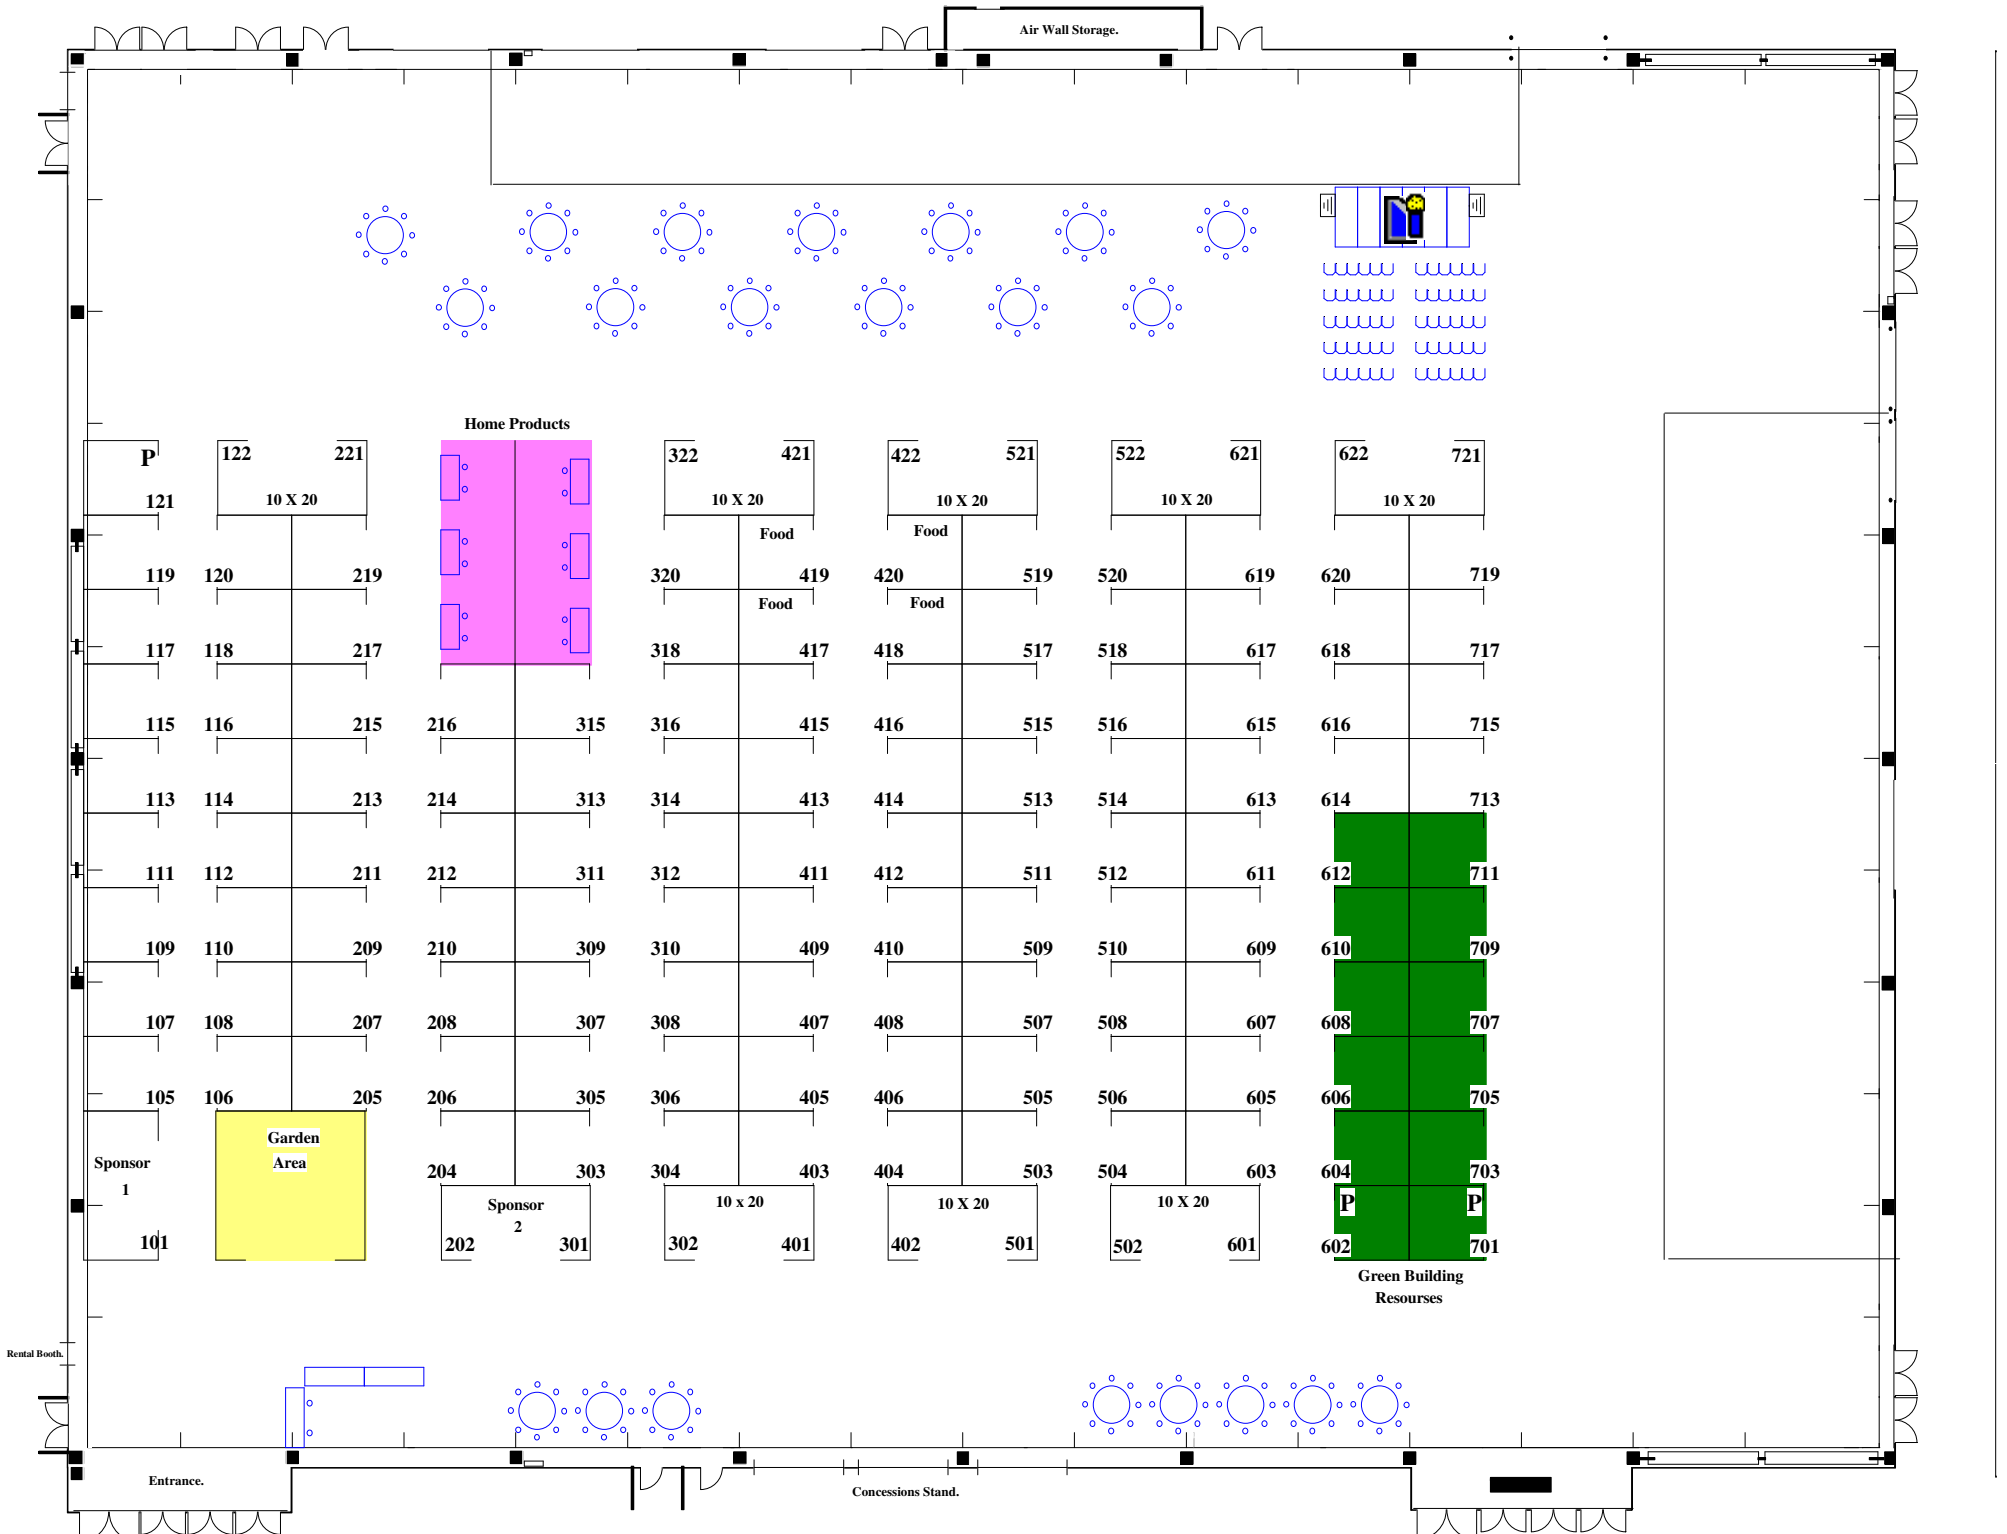 Air Wall Storage.
Home Products
P 122 221 322 421 422 521 522 621 622 721
121 10 X 20 10 X 20 10 X 20 10 X 20 10 X 20
Food Food
119 120 219 320 419 420 519 520 619 620 719
Food Food
117 118 217 318 417 418 517 518 617 618 717
115 116 215 216 315 316 415 416 515 516 615 616 715
113 114 213 214 313 314 413 414 513 514 613 614 713
111 112 211 212 311 312 411 412 511 512 611 612 711
109 110 209 210 309 310 409 410 509 510 609 610 709
107 108 207 208 307 308 407 408 507 508 607 608 707
105 106 205 206 305 306 405 406 505 506 605 606 705
Garden
Area
Sponsor
1
204 303 304 403 404 503 504 603 604 703
Sponsor
2
10 x 20 10 X 20 10 X 20 P P
101 202 301 302 401 402 501 502 601 602 701
Green Building
Resourses
Rental Booth.
Entrance.
Concessions Stand.